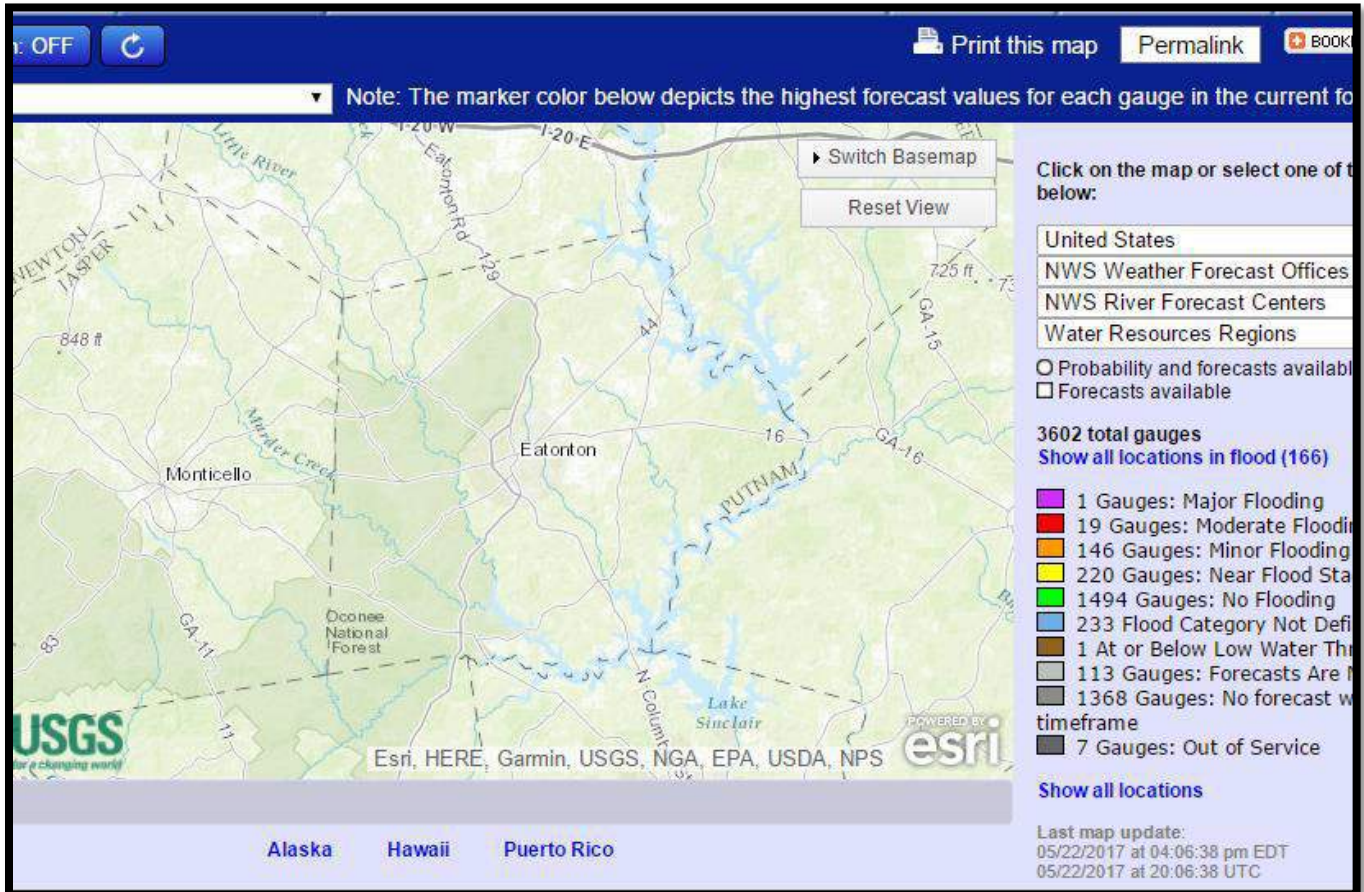 n: OFF
Print this map
Permalink
BOOK
Note: The marker color below depicts the highest forecast values for each gauge in the current fo
I-20-W
I-20-E
Little River
Eatonton Rd
129
NEWTON
JASPER
848 ft
Switch Basemap
Reset View
725 ft
GA-15
44
Murder Creek
Monticello
Eatonton
16
GA-16
PUTNAM
Oconee
National
Forest
GA-11
83
11
N Columb
Lake
Sinclair
USGS
for a changing world
Esri, HERE, Garmin, USGS, NGA, EPA, USDA, NPS
POWERED BY
esri
Alaska
Hawaii
Puerto Rico
Click on the map or select one of t
below:
United States
NWS Weather Forecast Offices
NWS River Forecast Centers
Water Resources Regions
Probability and forecasts availabl
Forecasts available
3602 total gauges
Show all locations in flood (166)
1 Gauges: Major Flooding
19 Gauges: Moderate Floodin
146 Gauges: Minor Flooding
220 Gauges: Near Flood Sta
1494 Gauges: No Flooding
233 Flood Category Not Defi
1 At or Below Low Water Thr
113 Gauges: Forecasts Are N
1368 Gauges: No forecast w
timeframe
7 Gauges: Out of Service
Show all locations
Last map update:
05/22/2017 at 04:06:38 pm EDT
05/22/2017 at 20:06:38 UTC